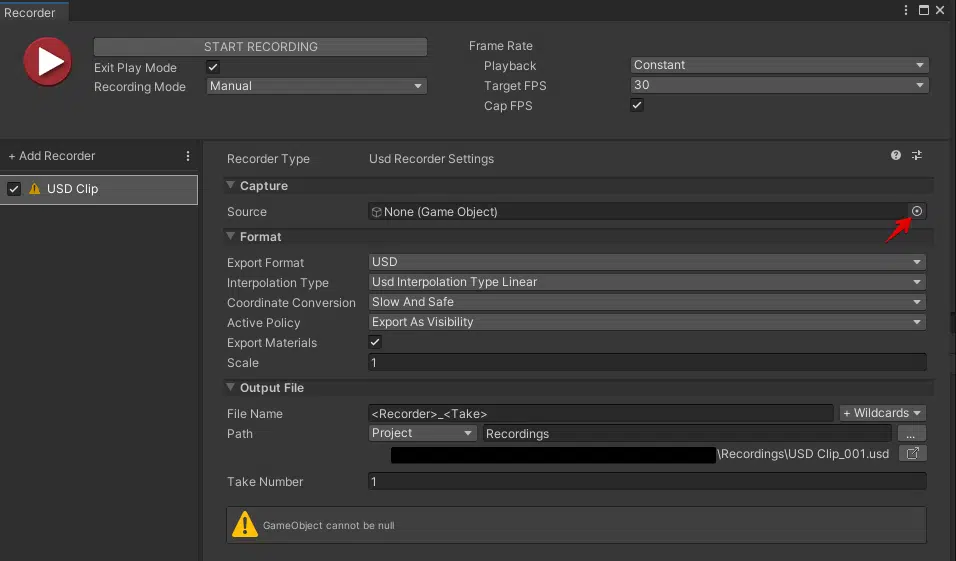 Recorder
START RECORDING
Exit Play Mode
Recording Mode Manual
Frame Rate
Playback Constant
Target FPS 30
Cap FPS
+ Add Recorder
USD Clip
Recorder Type Usd Recorder Settings
Capture
Source None (Game Object)
Format
Export Format USD
Interpolation Type Usd Interpolation Type Linear
Coordinate Conversion Slow And Safe
Active Policy Export As Visibility
Export Materials
Scale 1
Output File
File Name <Recorder>_<Take> + Wildcards
Path Project Recordings ...
\Recordings\USD Clip_001.usd
Take Number 1
GameObject cannot be null